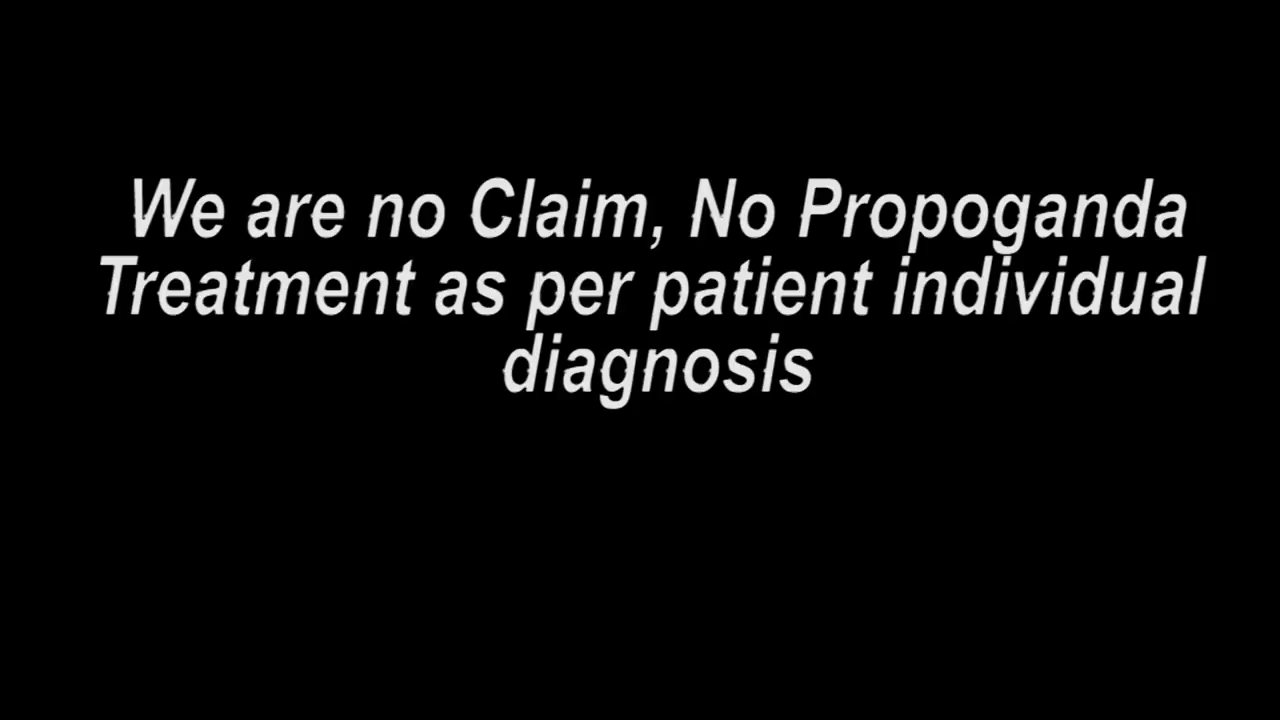 We are no Claim, No Propoganda
Treatment as per patient individual
diagnosis